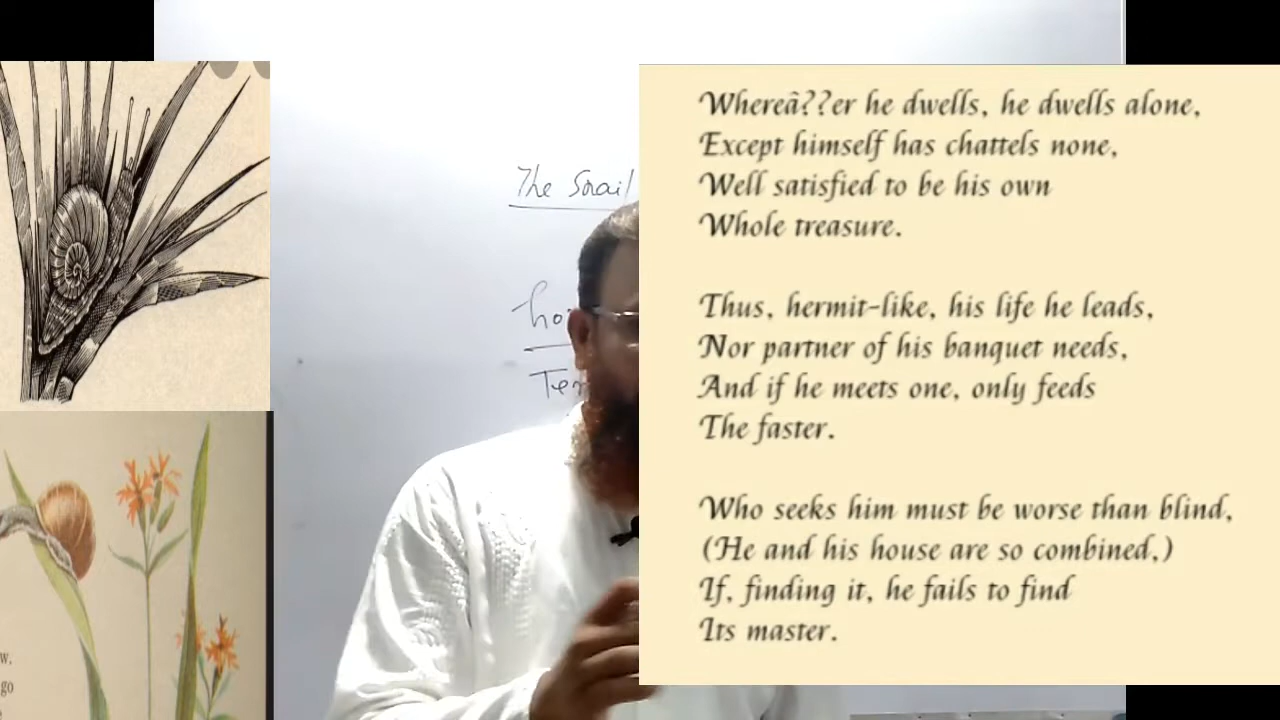 The Snail
Whereâ??er he dwells, he dwells alone,
Except himself has chattels none,
Well satisfied to be his own
Whole treasure.
Thus, hermit-like, his life he leads,
Nor partner of his banquet needs,
And if he meets one, only feeds
The faster.
Who seeks him must be worse than blind,
(He and his house are so combined,)
If, finding it, he fails to find
Its master.
w,
go